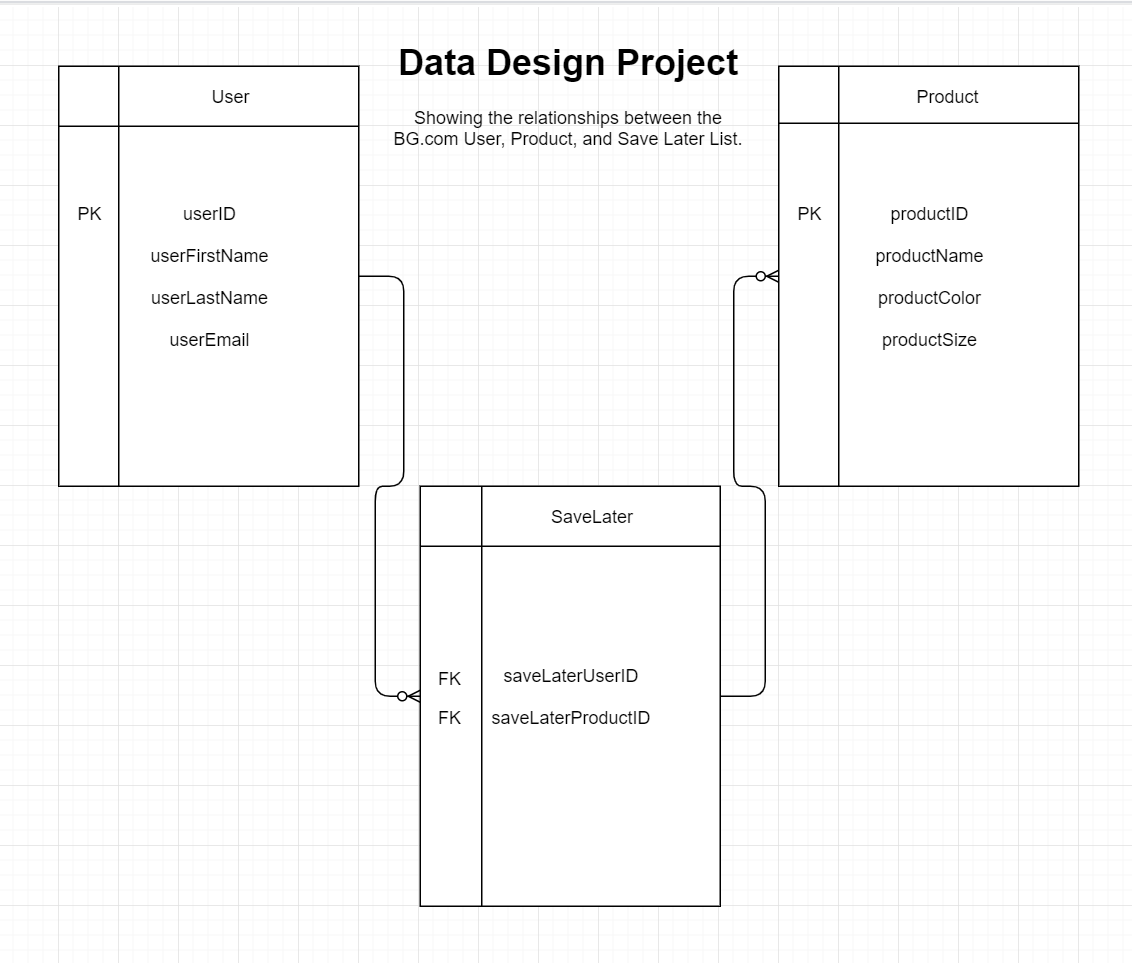 Data Design Project
Showing the relationships between the
BG.com User, Product, and Save Later List.
User
PK userID
userFirstName
userLastName
userEmail
Product
PK productID
productName
productColor
productSize
SaveLater
FK saveLaterUserID
FK saveLaterProductID